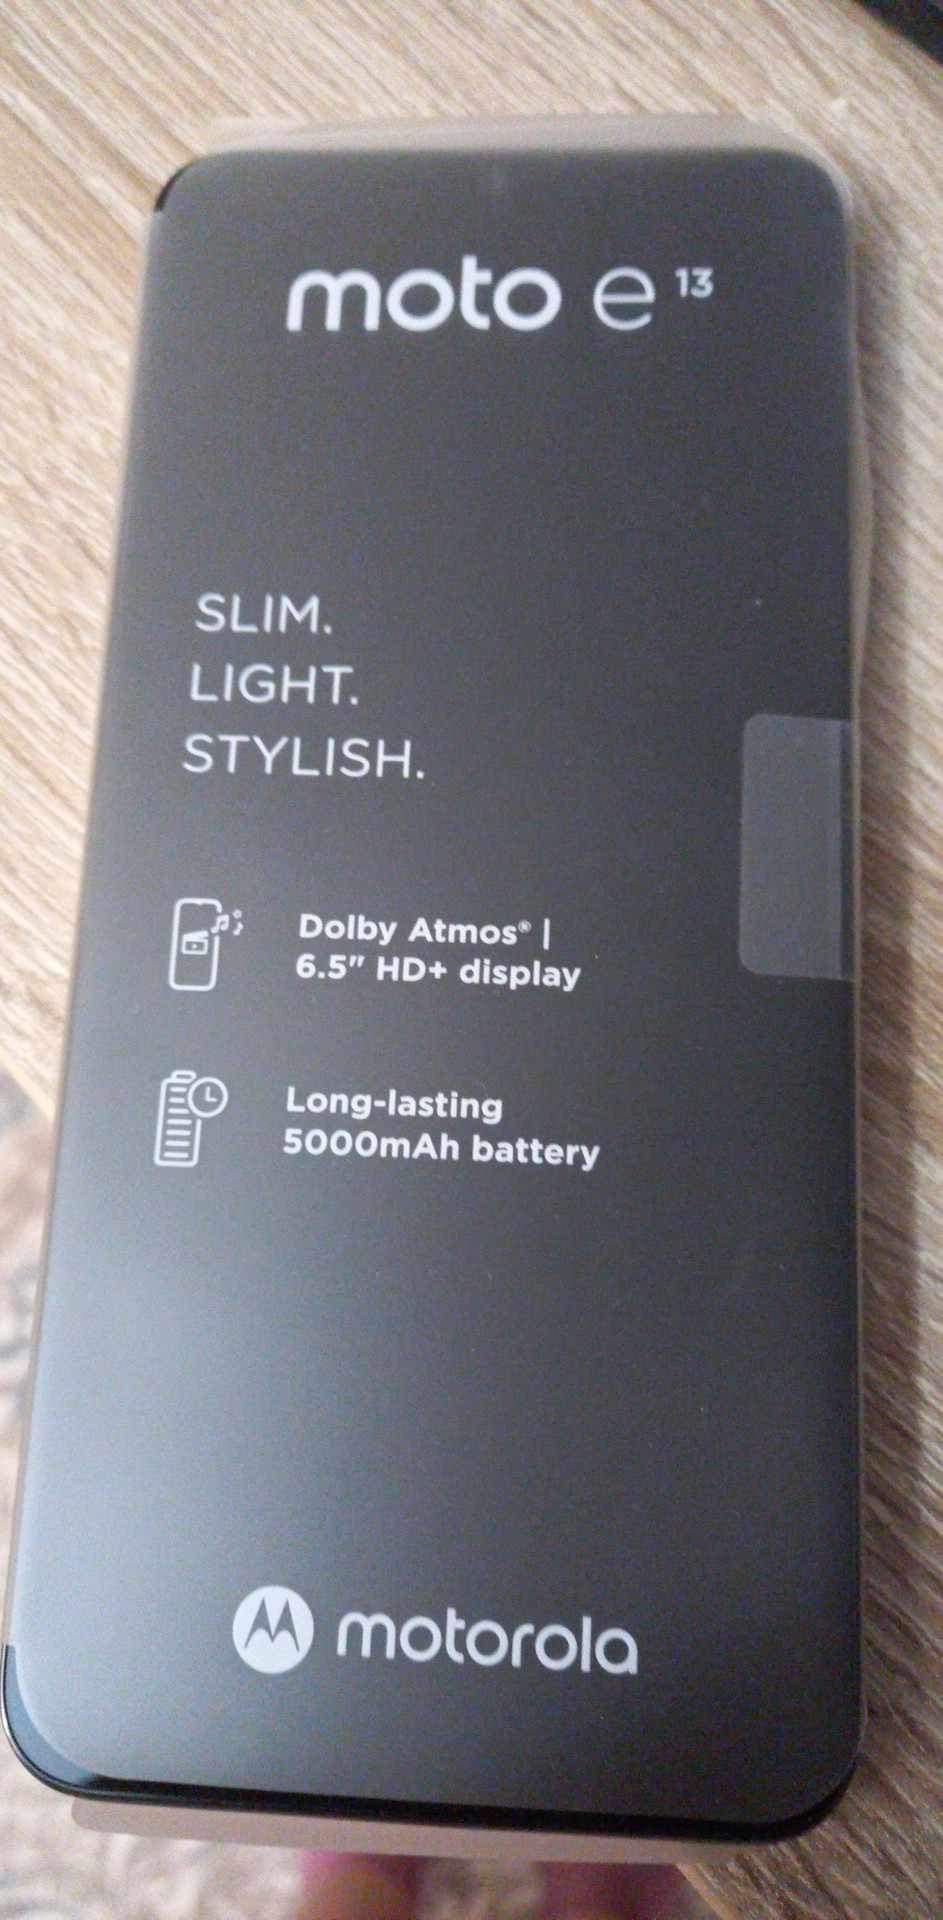 moto e 13
SLIM.
LIGHT.
STYLISH.
Dolby Atmos® |
6.5" HD+ display
Long-lasting
5000mAh battery
motorola